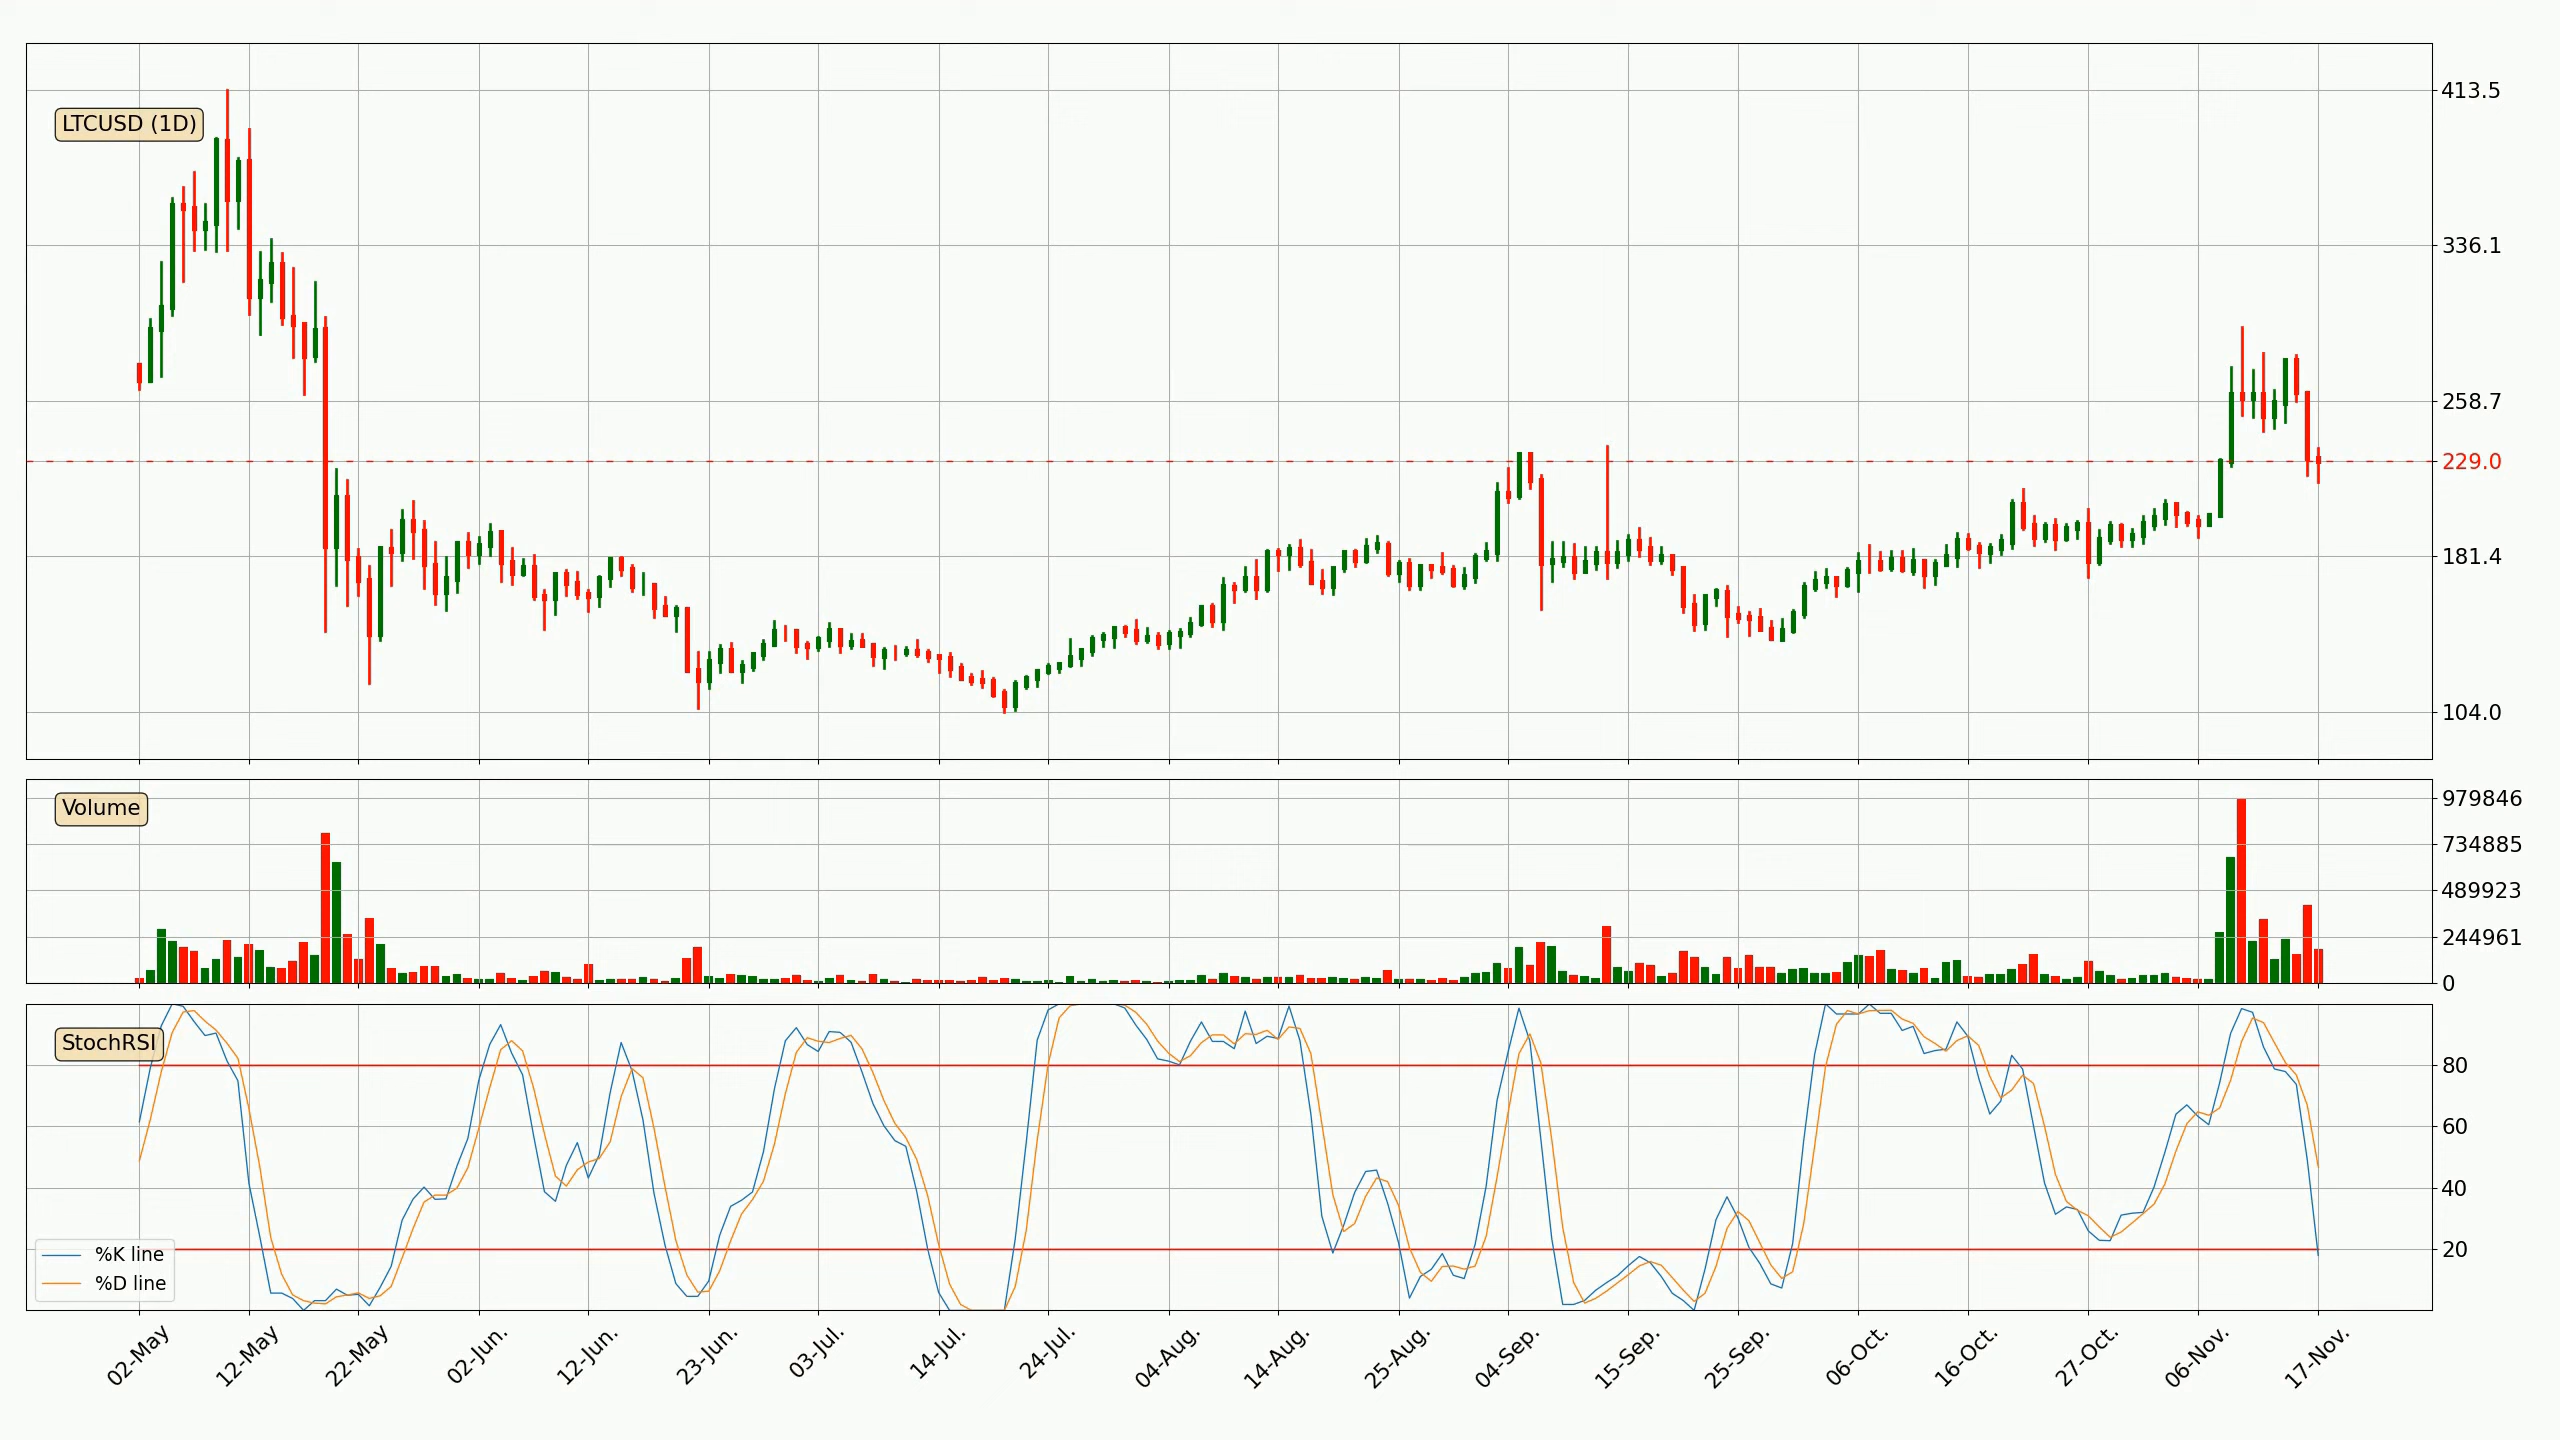 LTCUSD (1D)
413.5
336.1
258.7
229.0
181.4
104.0
Volume
979846
734885
489923
244961
0
StochRSI
80
60
40
20
%K line
%D line
02-May
12-May
22-May
02-Jun.
12-Jun.
23-Jun.
03-Jul.
14-Jul.
24-Jul.
04-Aug.
14-Aug.
25-Aug.
04-Sep.
15-Sep.
25-Sep.
06-Oct.
16-Oct.
27-Oct.
06-Nov.
17-Nov.